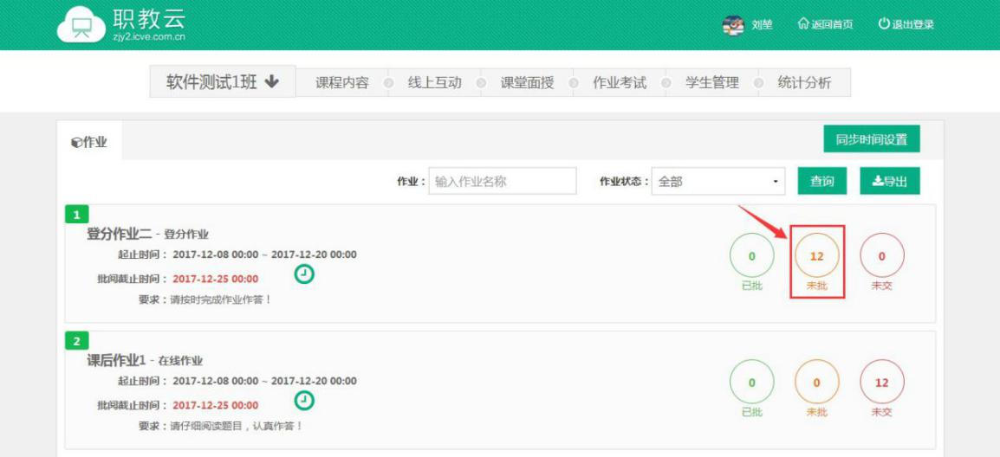 职教云
zjy2.icve.com.cn
刘堃 返回首页 退出登录
软件测试1班 课程内容 线上互动 课堂面授 作业考试 学生管理 统计分析
作业 同步时间设置
作业： 输入作业名称 作业状态： 全部 查询 导出
1
登分作业二 - 登分作业
起止时间： 2017-12-08 00:00 ~ 2017-12-20 00:00
批阅截止时间： 2017-12-25 00:00
要求：请按时完成作业作答！
0 12 0
已批 未批 未交
2
课后作业1 - 在线作业
起止时间： 2017-12-08 00:00 ~ 2017-12-20 00:00
批阅截止时间： 2017-12-25 00:00
要求：请仔细阅读题目，认真作答！
0 0 12
已批 未批 未交